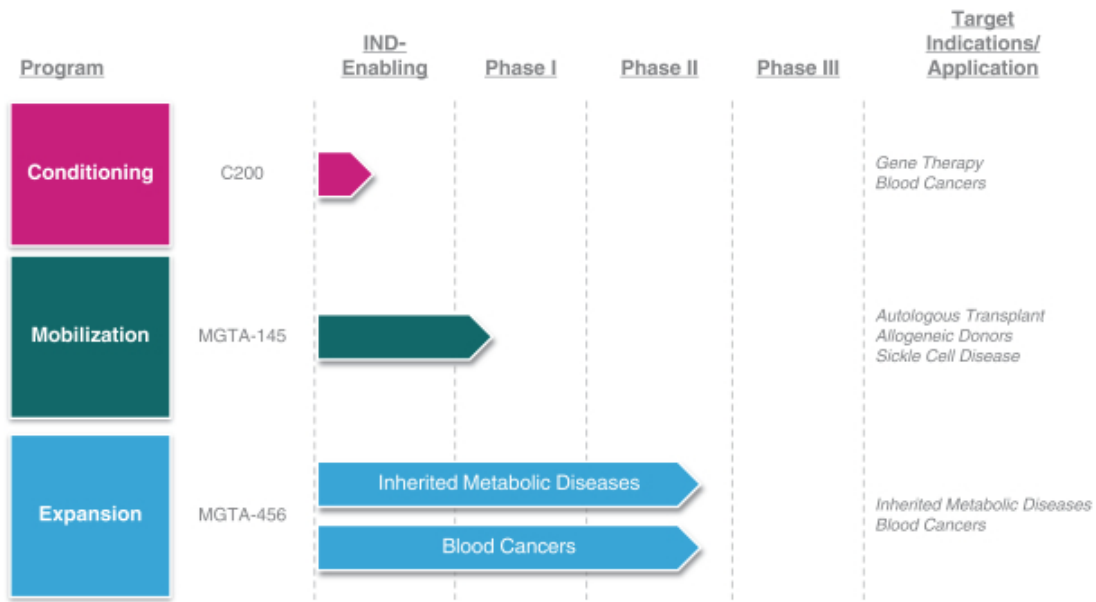 Program
IND-
Enabling
Phase I
Phase II
Phase III
Target
Indications/
Application
Conditioning
C200
Gene Therapy
Blood Cancers
Mobilization
MGTA-145
Autologous Transplant
Allogeneic Donors
Sickle Cell Disease
Expansion
MGTA-456
Inherited Metabolic Diseases
Blood Cancers
Inherited Metabolic Diseases
Blood Cancers